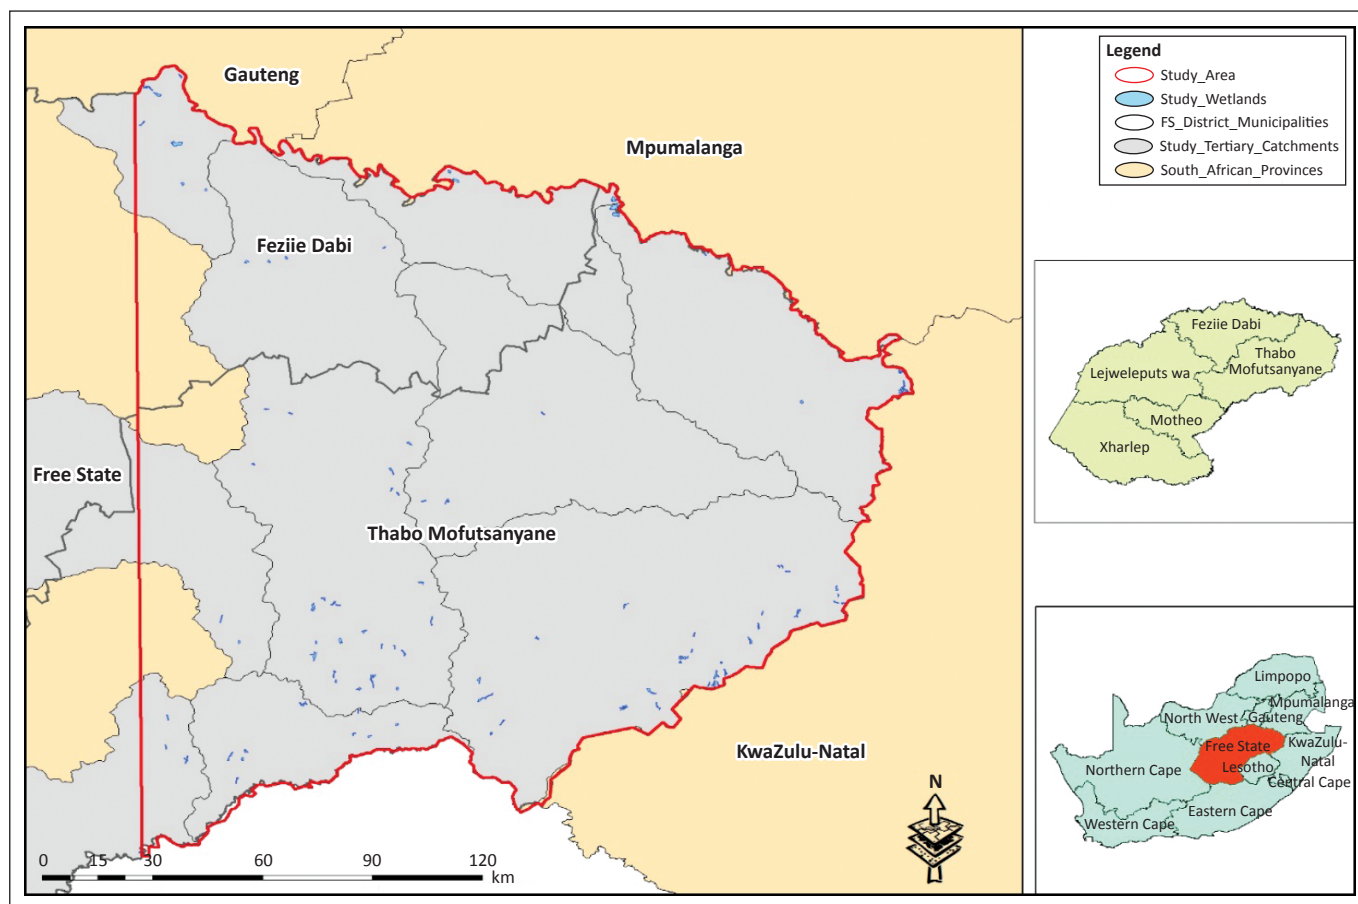 Gauteng
Mpumalanga
Feziie Dabi
Free State
Thabo Mofutsanyane
KwaZulu-Natal
N
0 15 30 60 90 120
km
Legend
Study_Area
Study_Wetlands
FS_District_Municipalities
Study_Tertiary_Catchments
South_African_Provinces
Feziie Dabi
Thabo
Mofutsanyane
Lejweleputs wa
Motheo
Xharlep
Limpopo
Mpumalanga
North West
Gauteng
Free State
KwaZulu-
Natal
Lesotho
Northern Cape
Central Cape
Eastern Cape
Western Cape